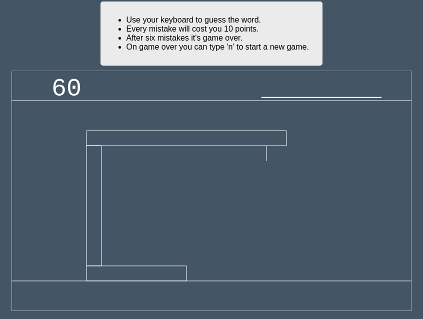 Use your keyboard to guess the word.
Every mistake will cost you 10 points.
After six mistakes it's game over.
On game over you can type 'n' to start a new game.
60